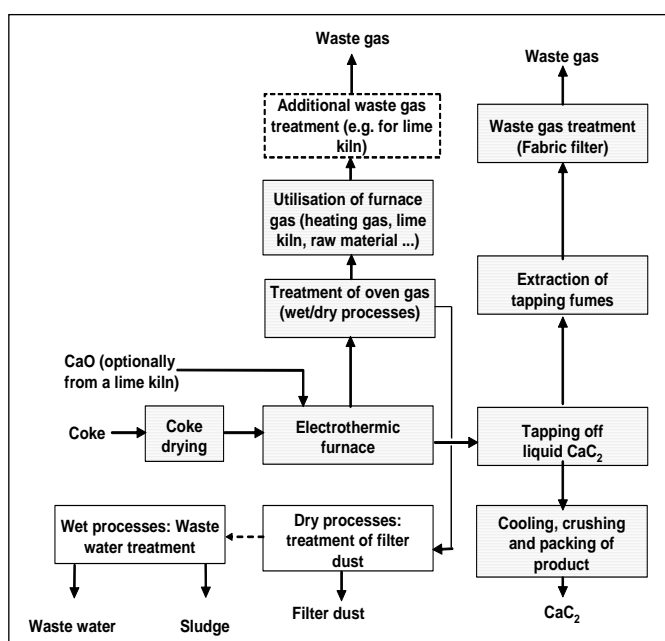 Waste gas
Waste gas
Additional waste gas
treatment (e.g. for lime
kiln)
Waste gas treatment
(Fabric filter)
Utilisation of furnace
gas (heating gas, lime
kiln, raw material ...)
Treatment of oven gas
(wet/dry processes)
Extraction of
tapping fumes
CaO (optionally
from a lime kiln)
Coke
Coke
drying
Electrothermic
furnace
Tapping off
liquid CaC₂
Wet processes: Waste
water treatment
Dry processes:
treatment of filter
dust
Cooling, crushing
and packing of
product
Waste water
Sludge
Filter dust
CaC₂